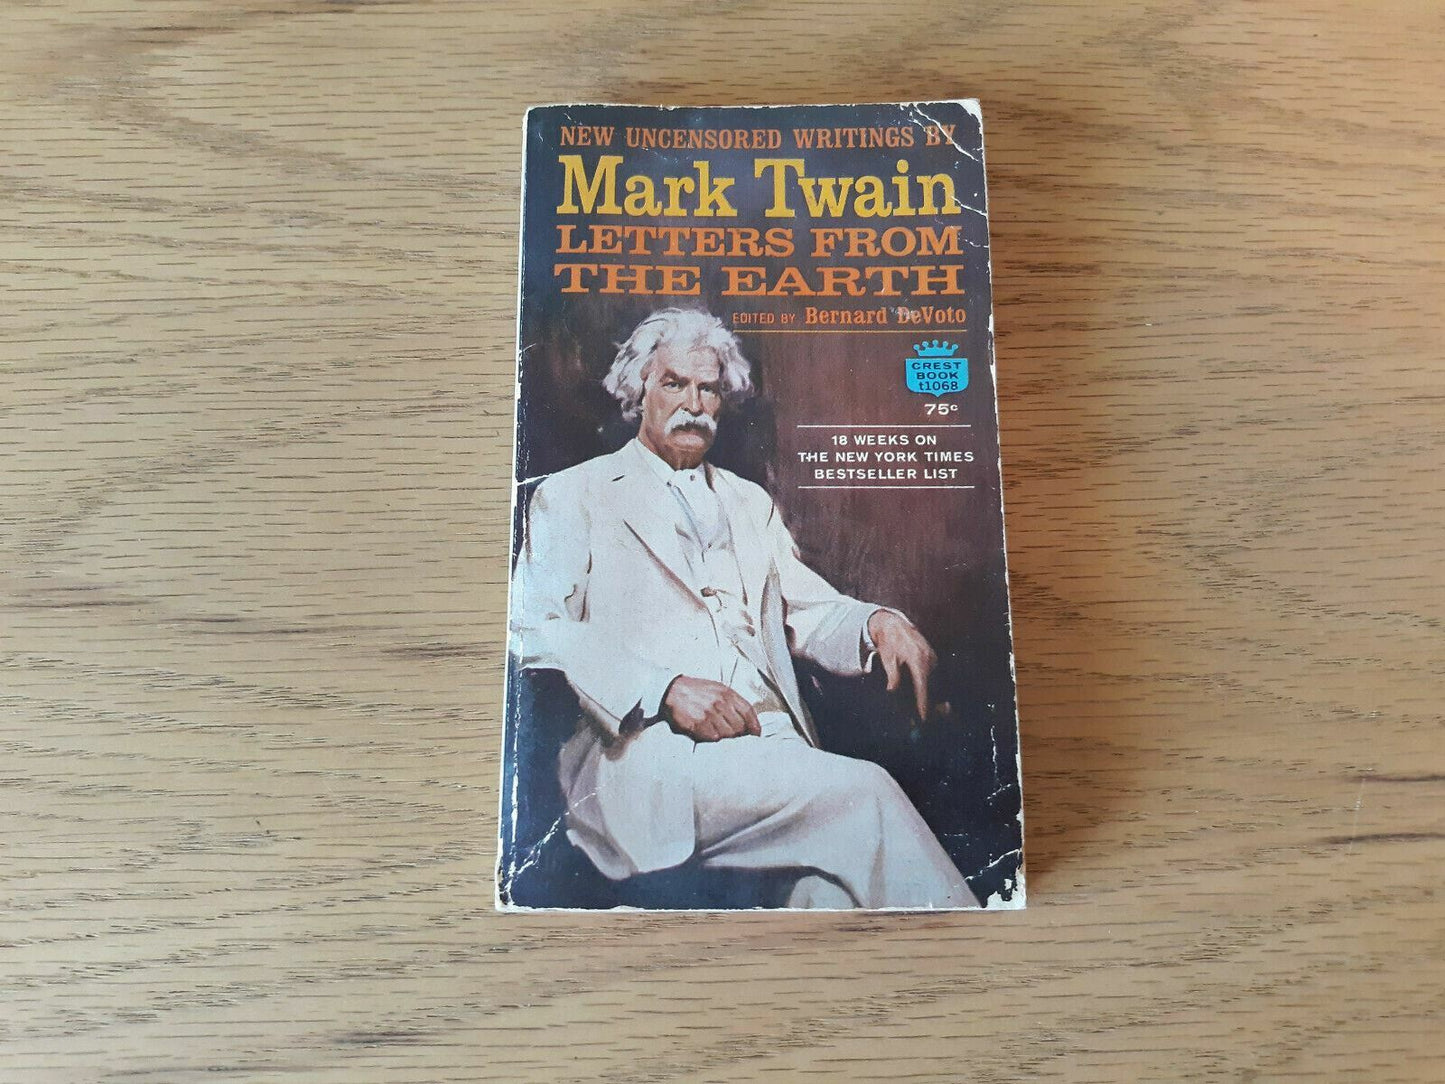 NEW UNCENSORED WRITINGS BY
Mark Twain
LETTERS FROM
THE EARTH
EDITED BY Bernard DeVoto
CREST
BOOK
t1068
75c
18 WEEKS ON
THE NEW YORK TIMES
BESTSELLER LIST